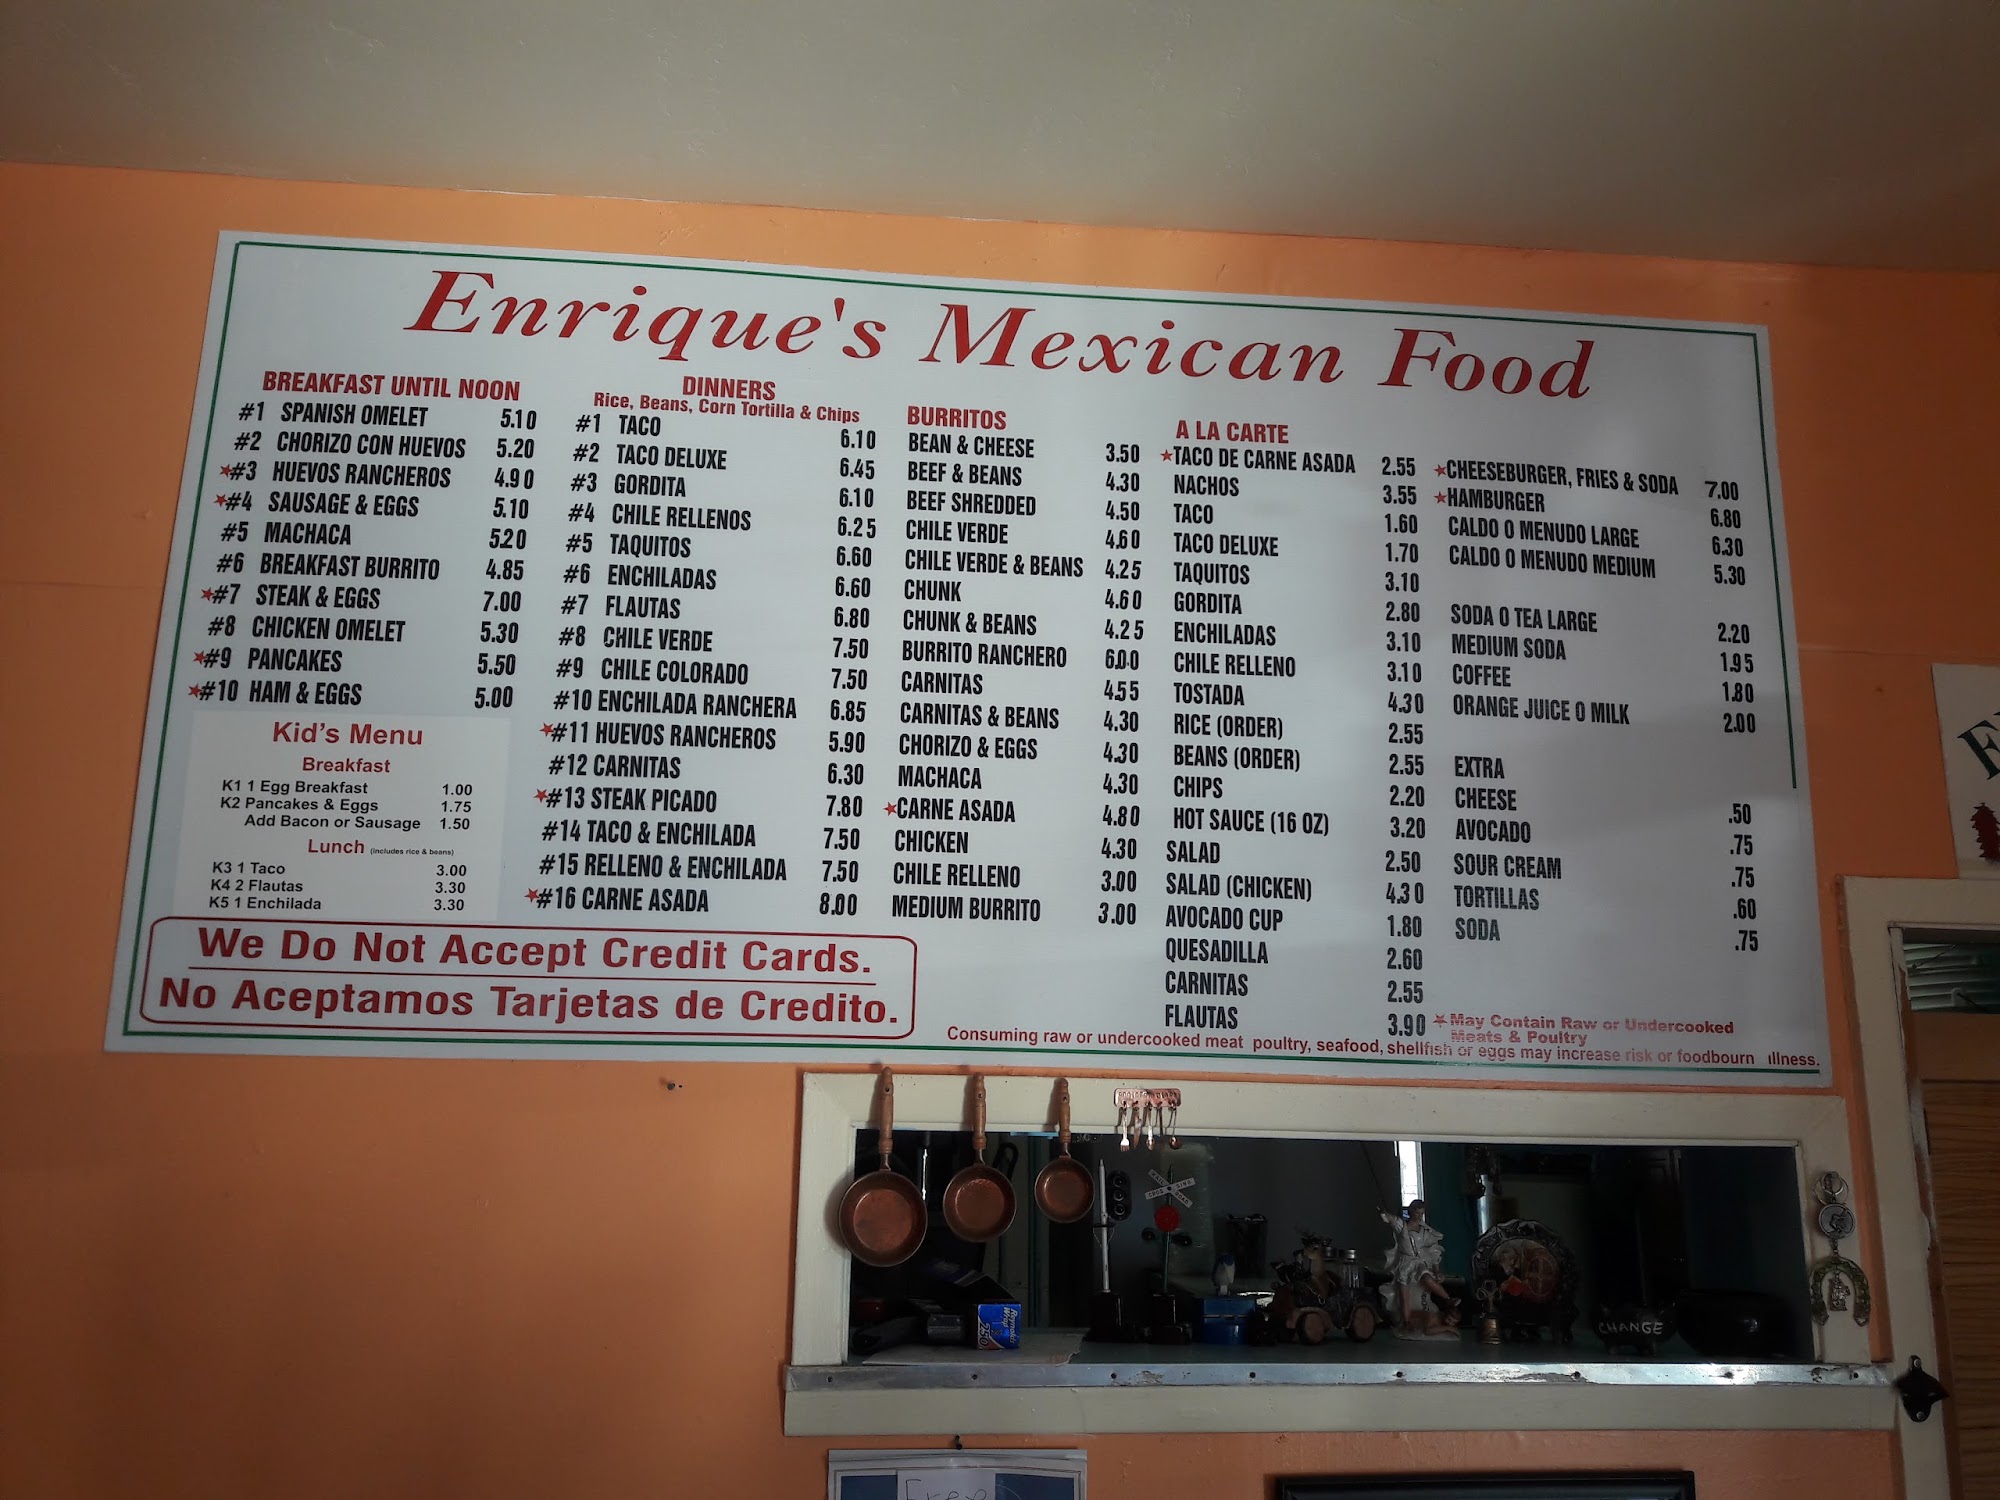 Enrique's Mexican Food
BREAKFAST UNTIL NOON
#1 SPANISH OMELET 5.10
#2 CHORIZO CON HUEVOS 5.20
★#3 HUEVOS RANCHEROS 4.90
★#4 SAUSAGE & EGGS 5.10
#5 MACHACA 5.20
#6 BREAKFAST BURRITO 4.85
★#7 STEAK & EGGS 7.00
#8 CHICKEN OMELET 5.30
★#9 PANCAKES 5.50
★#10 HAM & EGGS 5.00
Kid's Menu
Breakfast
K1 1 Egg Breakfast 1.00
K2 Pancakes & Eggs 1.75
Add Bacon or Sausage 1.50
Lunch (includes rice & beans)
K3 1 Taco 3.00
K4 2 Flautas 3.30
K5 1 Enchilada 3.30
DINNERS
Rice, Beans, Corn Tortilla & Chips
#1 TACO 6.10
#2 TACO DELUXE 6.45
#3 GORDITA 6.10
#4 CHILE RELLENOS 6.25
#5 TAQUITOS 6.60
#6 ENCHILADAS 6.60
#7 FLAUTAS 6.80
#8 CHILE VERDE 7.50
#9 CHILE COLORADO 7.50
#10 ENCHILADA RANCHERA 6.85
★#11 HUEVOS RANCHEROS 5.90
#12 CARNITAS 6.30
★#13 STEAK PICADO 7.80
#14 TACO & ENCHILADA 7.50
#15 RELLENO & ENCHILADA 7.50
★#16 CARNE ASADA 8.00
BURRITOS
BEAN & CHEESE 3.50
BEEF & BEANS 4.30
BEEF SHREDDED 4.50
CHILE VERDE 4.60
CHILE VERDE & BEANS 4.25
CHUNK 4.60
CHUNK & BEANS 4.25
BURRITO RANCHERO 6.00
CARNITAS 4.55
CARNITAS & BEANS 4.30
CHORIZO & EGGS 4.30
MACHACA 4.30
★CARNE ASADA 4.80
CHICKEN 4.30
CHILE RELLENO 3.00
MEDIUM BURRITO 3.00
A LA CARTE
★TACO DE CARNE ASADA 2.55
NACHOS 3.55
TACO 1.60
TACO DELUXE 1.70
TAQUITOS 3.10
GORDITA 2.80
ENCHILADAS 3.10
CHILE RELLENO 3.10
TOSTADA 4.30
RICE (ORDER) 2.55
BEANS (ORDER) 2.55
CHIPS 2.20
HOT SAUCE (16 OZ) 3.20
SALAD 2.50
SALAD (CHICKEN) 4.30
AVOCADO CUP 1.80
QUESADILLA 2.60
CARNITAS 2.55
FLAUTAS 3.90
★CHEESEBURGER, FRIES & SODA 7.00
★HAMBURGER 6.80
CALDO O MENUDO LARGE 6.30
CALDO O MENUDO MEDIUM 5.30
SODA O TEA LARGE 2.20
MEDIUM SODA 1.95
COFFEE 1.80
ORANGE JUICE O MILK 2.00
EXTRA
CHEESE .50
AVOCADO .75
SOUR CREAM .75
TORTILLAS .60
SODA .75
We Do Not Accept Credit Cards.
No Aceptamos Tarjetas de Credito.
★May Contain Raw or Undercooked
Meats & Poultry
Consuming raw or undercooked meat poultry, seafood, shellfish or eggs may increase risk or foodbourn illness.
Reynolds
Wrap
250
CHANGE